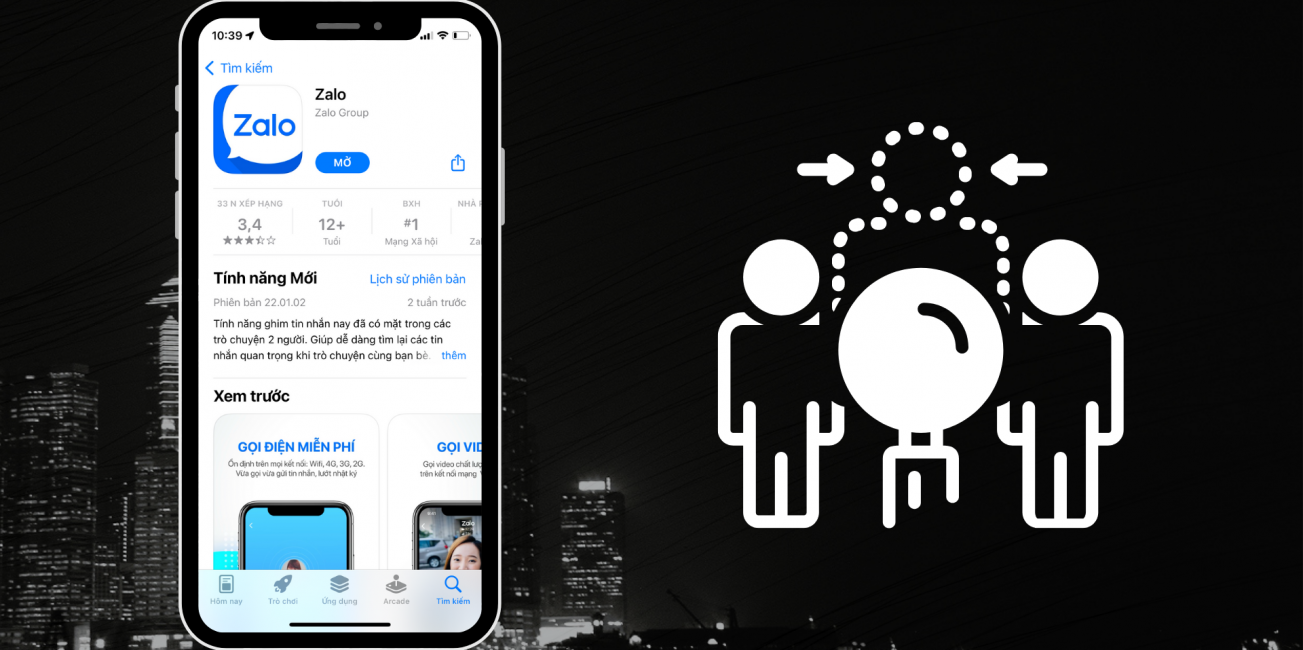 10:39
Tìm kiếm
Zalo
Zalo
Zalo Group
MỞ
33 N XẾP HẠNG
TUỔI
BXH
NHÀ
3,4
12+
#1
Tuổi
Mạng Xã hội
Za
Tính năng Mới
Lịch sử phiên bản
Phiên bản 22.01.02
2 tuần trước
Tính năng ghim tin nhắn nay đã có mặt trong các
trò chuyện 2 người. Giúp dễ dàng tìm lại các tin
nhắn quan trọng khi trò chuyện cùng bạn bè.
thêm
Xem trước
GỌI ĐIỆN MIỄN PHÍ
Ổn định trên mọi kết nối: Wifi, 4G, 3G, 2G.
Vừa gọi vừa gửi tin nhắn, lướt nhật ký
GỌI VID
Gọi video chất lượ
trên kết nối mạng
Zalo
Hôm nay
Trò chơi
Ứng dụng
Arcade
Tìm kiếm